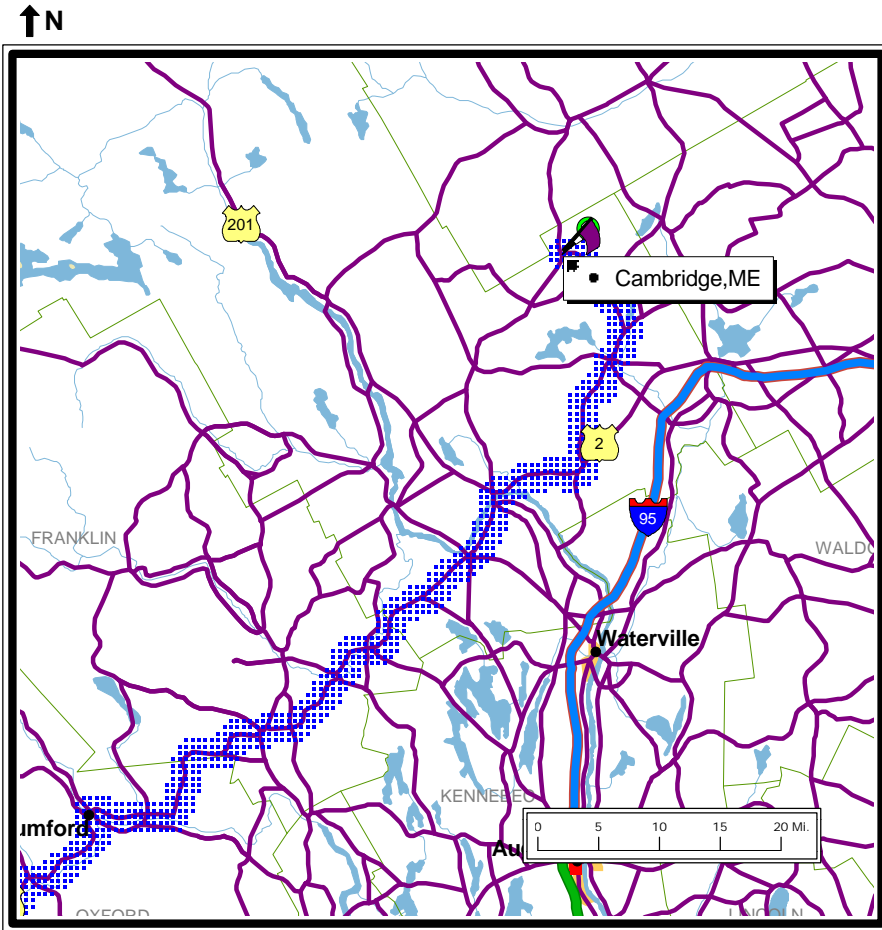 N
201
Cambridge,ME
2
95
FRANKLIN
WALDO
Waterville
KENNEBEC
0 5 10 15 20 Mi.
umford
Au
OXFORD
LINCOLN